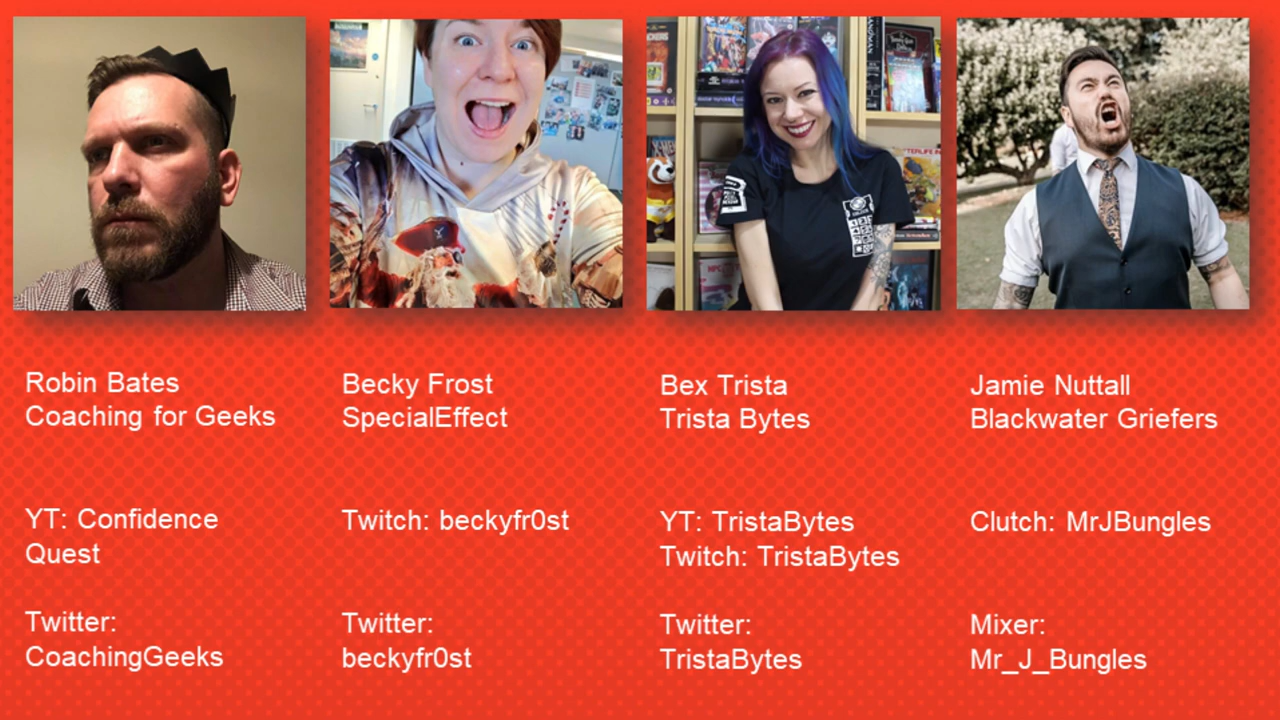 Robin Bates
Coaching for Geeks
YT: Confidence
Quest
Twitter:
CoachingGeeks
Becky Frost
SpecialEffect
Twitch: beckyfr0st
Twitter:
beckyfr0st
Bex Trista
Trista Bytes
YT: TristaBytes
Twitch: TristaBytes
Twitter:
TristaBytes
Jamie Nuttall
Blackwater Griefers
Clutch: MrJBungles
Mixer:
Mr_J_Bungles